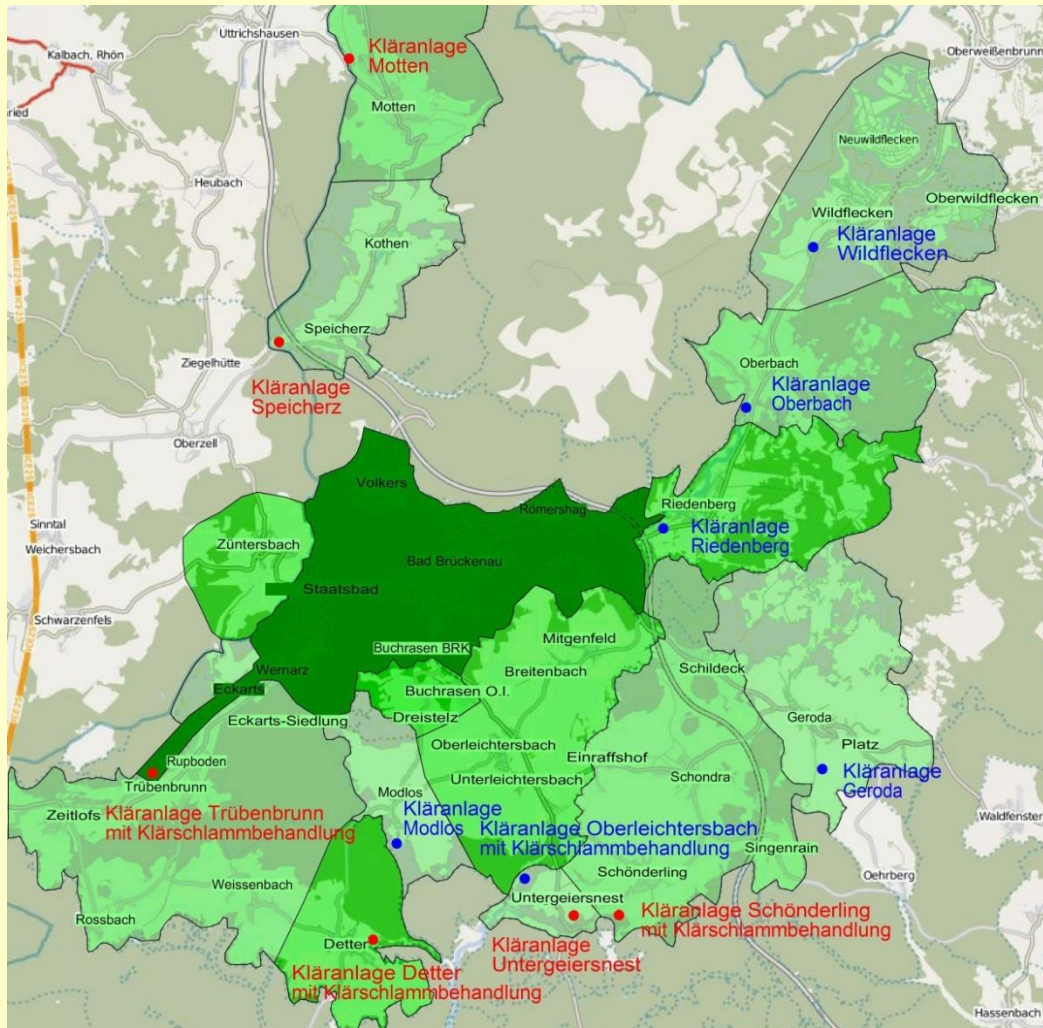 Uttrichshausen
Kalbach, Rhön
Kläranlage
Motten
Oberweißenbrunn
Motten
Neuwildflecken
Heubach
Oberwildflecken
Wildflecken
Kläranlage
Wildflecken
Kothen
Speicherz
Ziegelhütte
Oberbach
Kläranlage
Speicherz
Kläranlage
Oberbach
Oberzell
Volkers
Riedenberg
Römershag
Sinntal
Weichersbach
Kläranlage
Riedenberg
Züntersbach
Bad Brückenau
Staatsbad
Schwarzenfels
Mitgenfeld
Buchrasen BRK
Wernarz
Breitenbach
Schildeck
Eckarts
Buchrasen O.l.
Eckarts-Siedlung
Dreistelz
Geroda
Oberleichtersbach
Platz
Rupboden
Einraffshof
Trübenbrunn
Unterleichtersbach
Schondra
Kläranlage
Geroda
Modlos
Zeitlofs
Kläranlage Trübenbrunn
mit Klärschlammbehandlung
Kläranlage
Modlos
Waldfenster
Kläranlage Oberleichtersbach
mit Klärschlammbehandlung
Singenrain
Schönderling
Oehrberg
Weissenbach
Untergeiersnest
Rossbach
Kläranlage Schönderling
mit Klärschlammbehandlung
Detter
Kläranlage
Untergeiersnest
Kläranlage Detter
mit Klärschlammbehandlung
Hassenbach